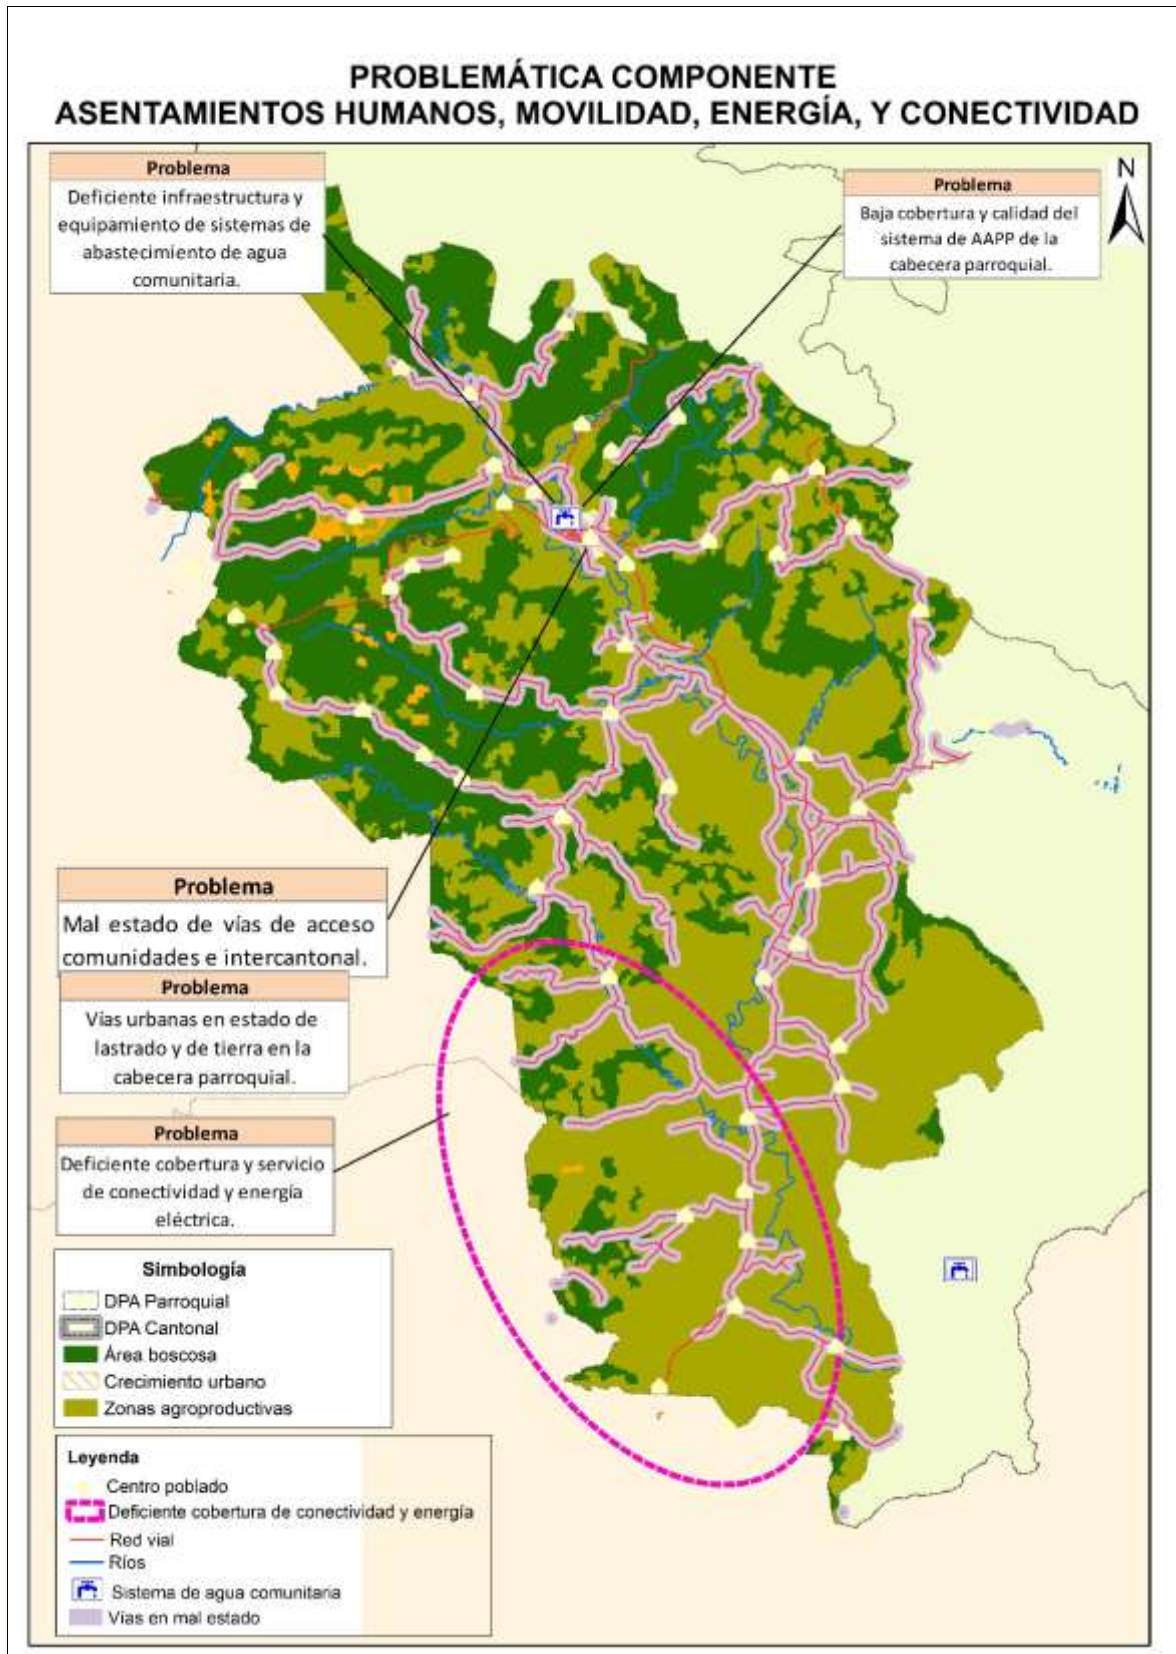 PROBLEMÁTICA COMPONENTE
ASENTAMIENTOS HUMANOS, MOVILIDAD, ENERGÍA, Y CONECTIVIDAD
Problema
Deficiente infraestructura y
equipamiento de sistemas de
abastecimiento de agua
comunitaria.
Problema
Baja cobertura y calidad del
sistema de AAPP de la
cabecera parroquial.
N
Problema
Mal estado de vías de acceso
comunidades e intercantonal.
Problema
Vías urbanas en estado de
lastrado y de tierra en la
cabecera parroquial.
Problema
Deficiente cobertura y servicio
de conectividad y energía
eléctrica.
Simbología
DPA Parroquial
DPA Cantonal
Área boscosa
Crecimiento urbano
Zonas agroproductivas
Leyenda
Centro poblado
Deficiente cobertura de conectividad y energía
Red vial
Ríos
Sistema de agua comunitaria
Vías en mal estado